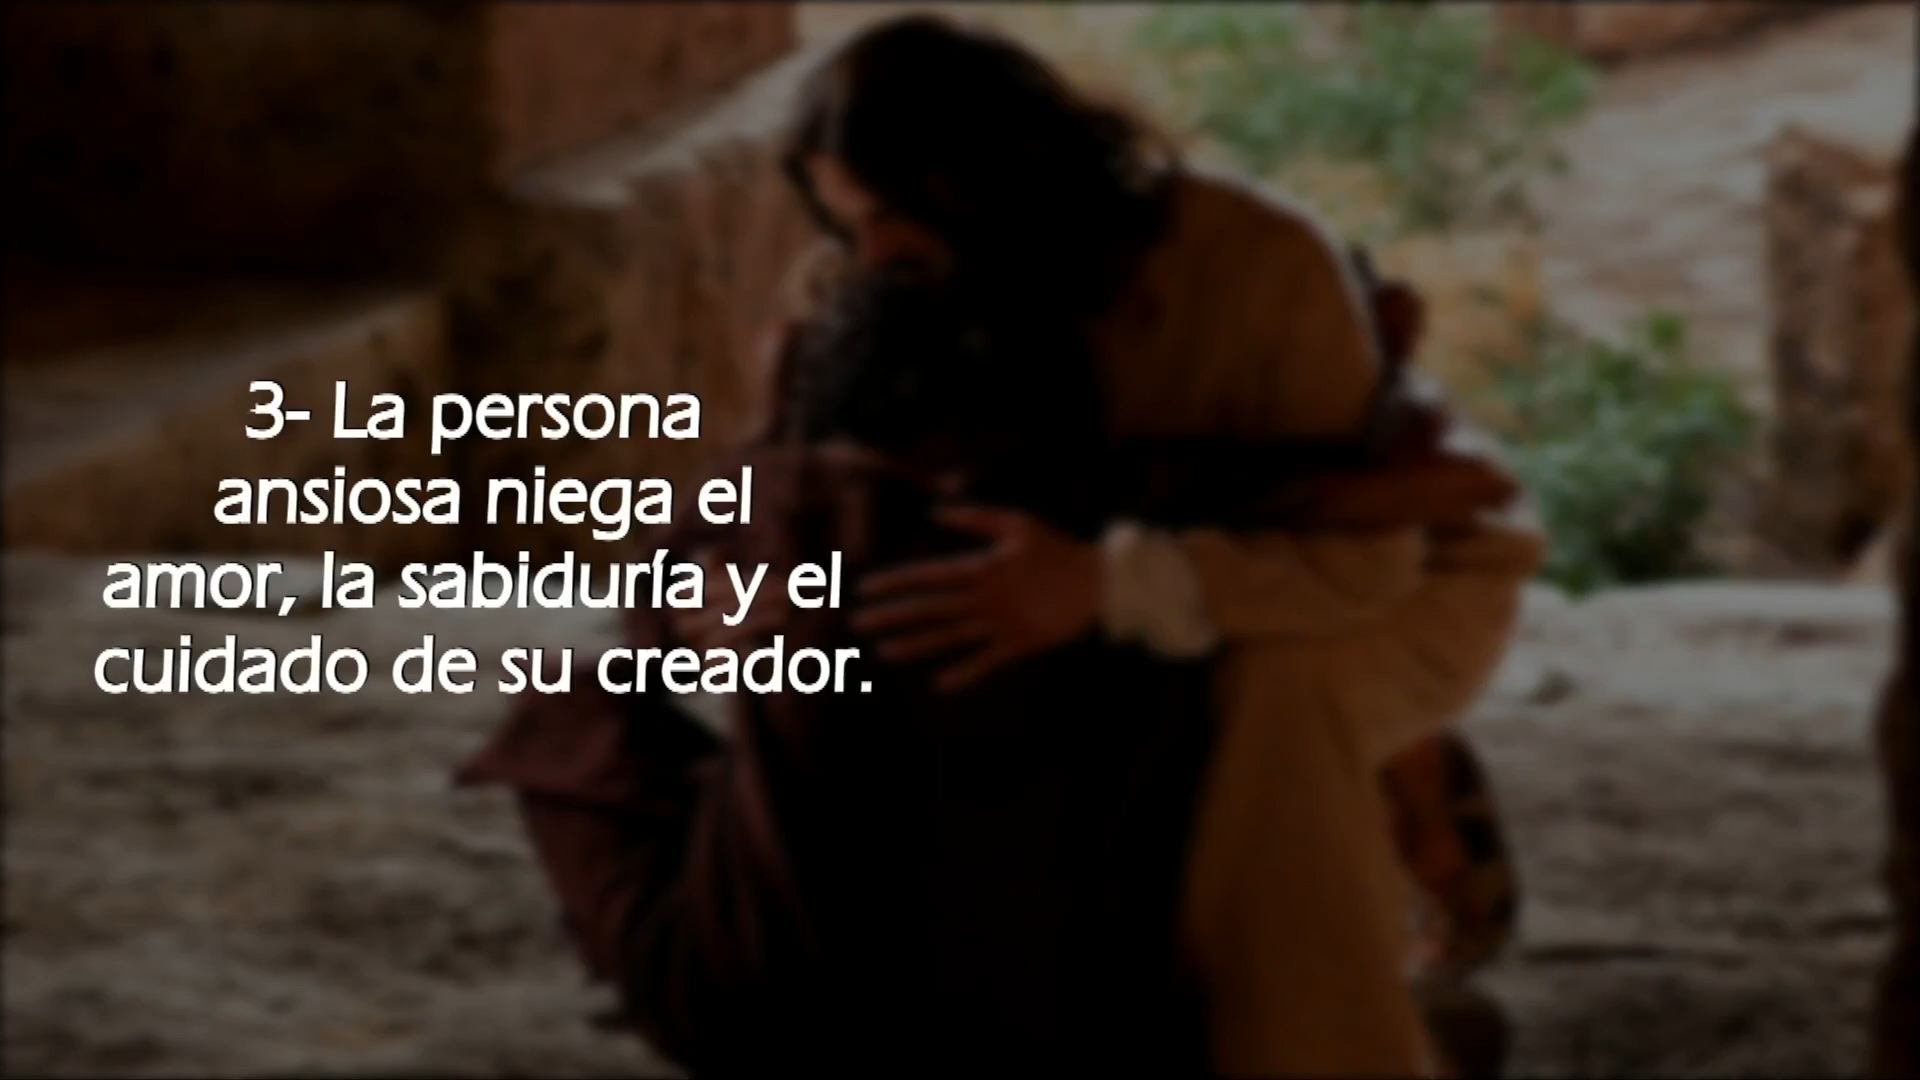 3- La persona
ansiosa niega el
amor, la sabiduría y el
cuidado de su creador.